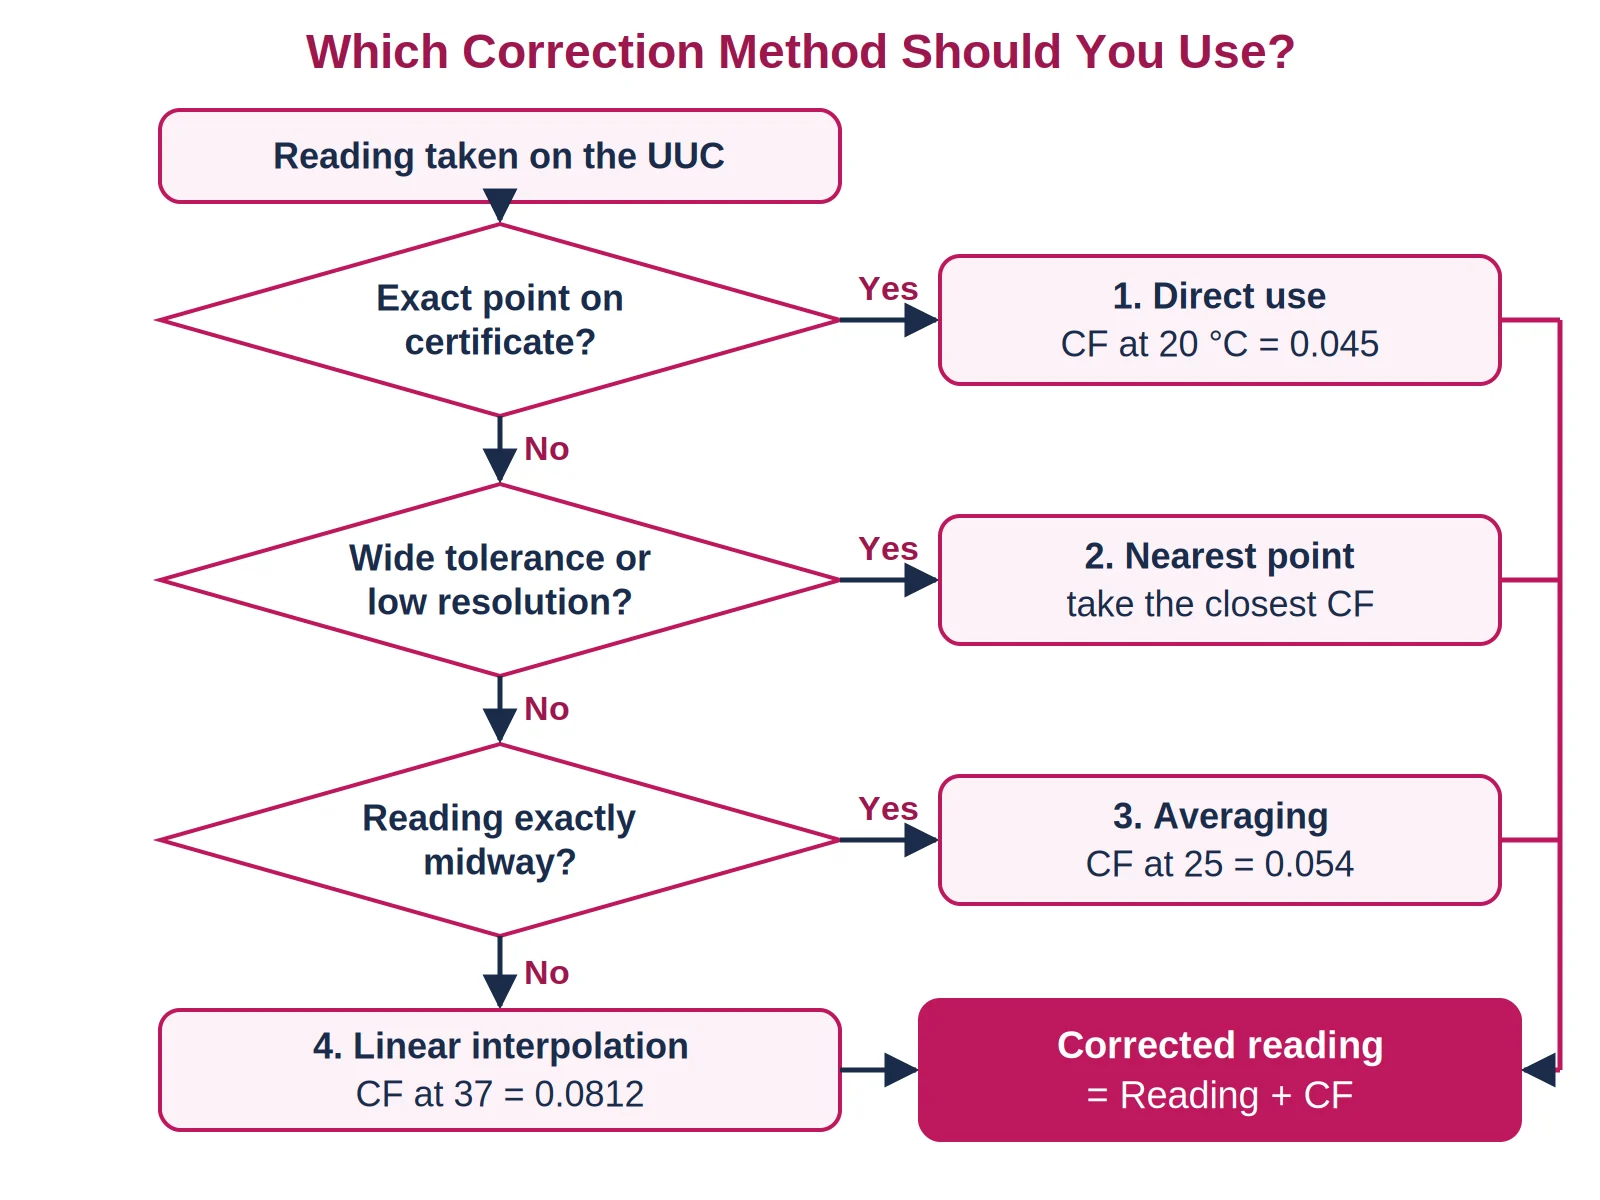 Which Correction Method Should You Use?
Reading taken on the UUC
Exact point on
certificate?
Yes
1. Direct use
CF at 20 °C = 0.045
No
Wide tolerance or
low resolution?
Yes
2. Nearest point
take the closest CF
No
Reading exactly
midway?
Yes
3. Averaging
CF at 25 = 0.054
No
4. Linear interpolation
CF at 37 = 0.0812
Corrected reading
= Reading + CF